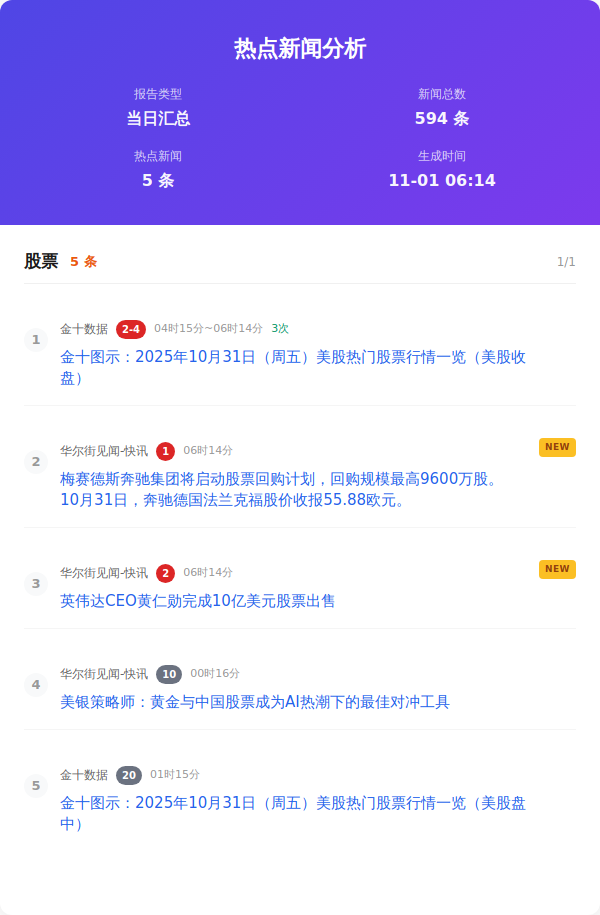 热点新闻分析
报告类型
当日汇总
新闻总数
594 条
热点新闻
5 条
生成时间
11-01 06:14
股票 5 条 1/1
1 金十数据 2-4 04时15分~06时14分 3次
金十图示：2025年10月31日（周五）美股热门股票行情一览（美股收
盘）
2 华尔街见闻-快讯 1 06时14分 NEW
梅赛德斯奔驰集团将启动股票回购计划，回购规模最高9600万股。
10月31日，奔驰德国法兰克福股价收报55.88欧元。
3 华尔街见闻-快讯 2 06时14分 NEW
英伟达CEO黄仁勋完成10亿美元股票出售
4 华尔街见闻-快讯 10 00时16分
美银策略师：黄金与中国股票成为AI热潮下的最佳对冲工具
5 金十数据 20 01时15分
金十图示：2025年10月31日（周五）美股热门股票行情一览（美股盘
中）